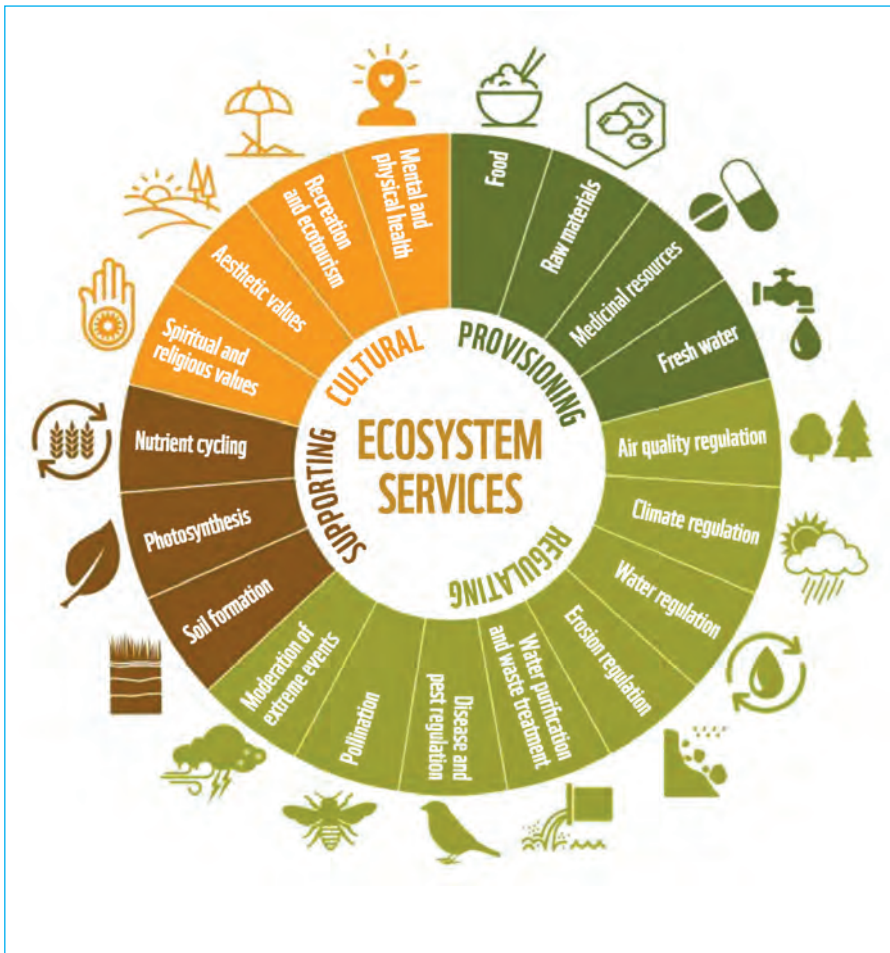 ECOSYSTEM
SERVICES
PROVISIONING
Food
Raw materials
Medicinal resources
Fresh water
REGULATING
Air quality regulation
Climate regulation
Water regulation
Erosion regulation
Water purification
and waste treatment
Disease and
pest regulation
Pollination
Moderation of
extreme events
SUPPORTING
Soil formation
Photosynthesis
Nutrient cycling
CULTURAL
Spiritual and
religious values
Aesthetic values
Recreation
and ecotourism
Mental and
physical health